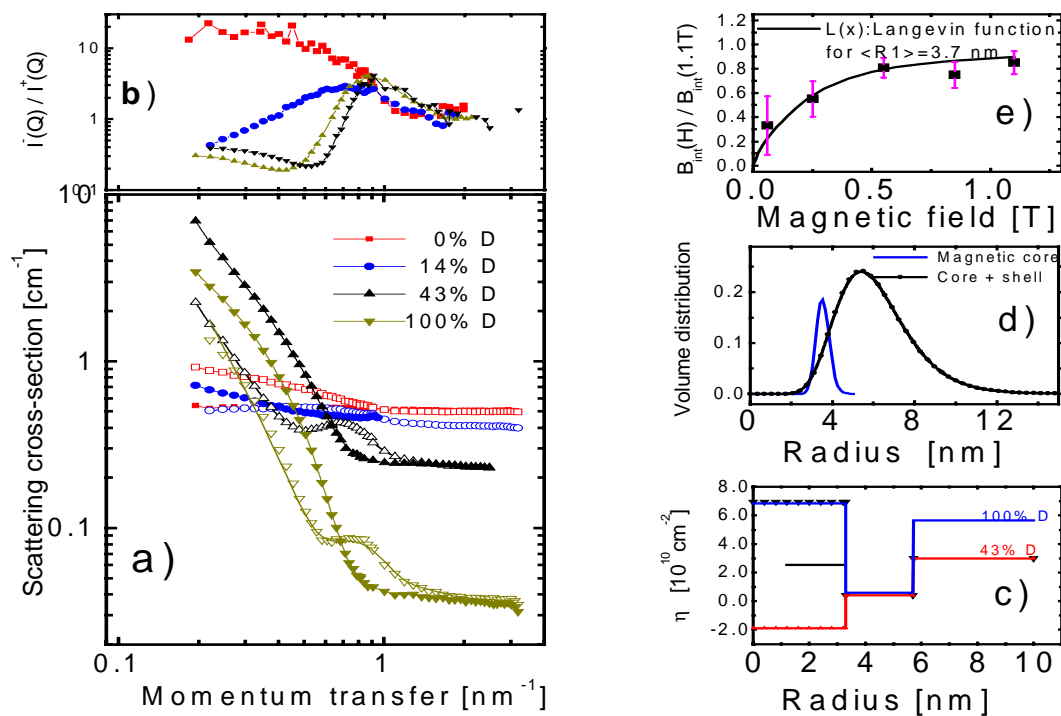 b)
10
1
I⁻(Q) / I⁺(Q)
10¹
1
0.1
0% D
14% D
43% D
100% D
a)
Scattering cross-section [cm⁻¹]
0.1
1
Momentum transfer [nm⁻¹]
1.2
1.0
0.8
0.6
0.4
0.2
0.0
L(x):Langevin function
for <R1>=3.7 nm
e)
B_int(H) / B_int(1.1T)
0.0
0.5
1.0
Magnetic field [T]
Magnetic core
Core + shell
0.2
0.1
0.0
d)
Volume distribution
0
4
8
12
Radius [nm]
8.0
6.0
4.0
2.0
0.0
-2.0
100% D
43% D
c)
η [10¹⁰cm⁻²]
0
2
4
6
8
10
Radius [nm]